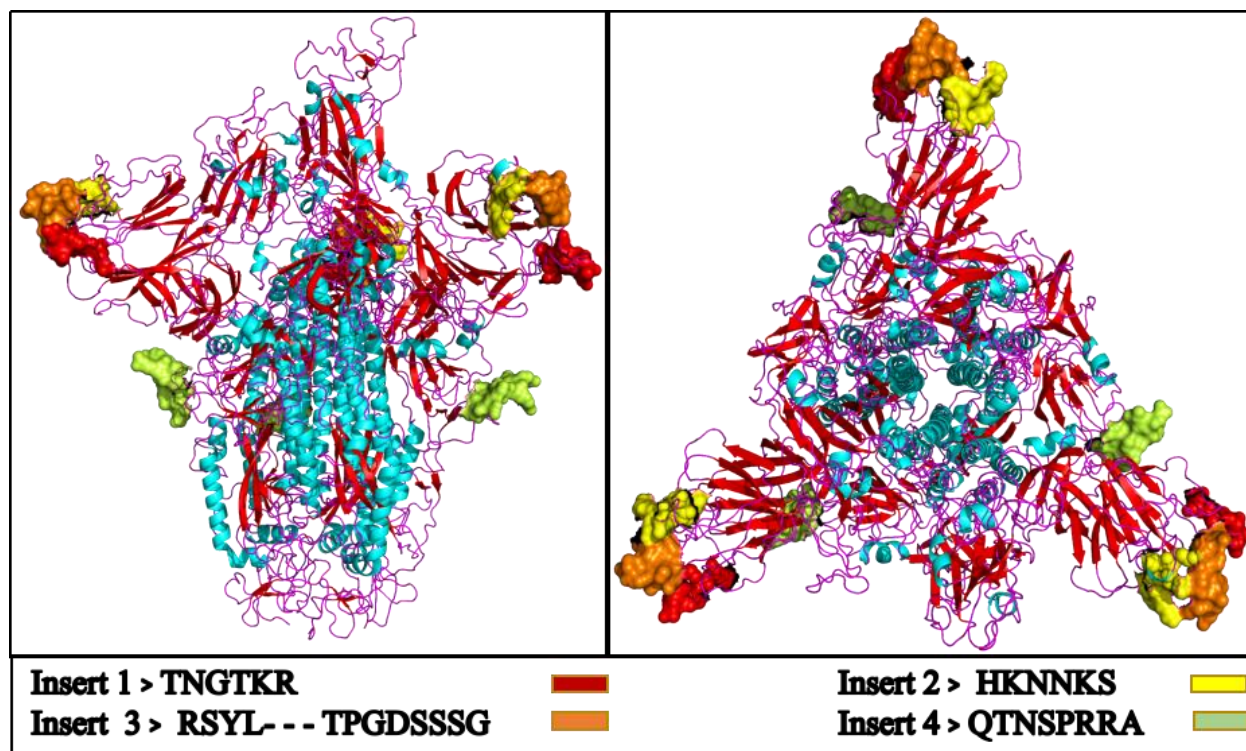 Insert 1 > TNGTKR
Insert 2 > HKNNKS
Insert 3 > RSYL---TPGDSSSG
Insert 4 > QTNSPRRA